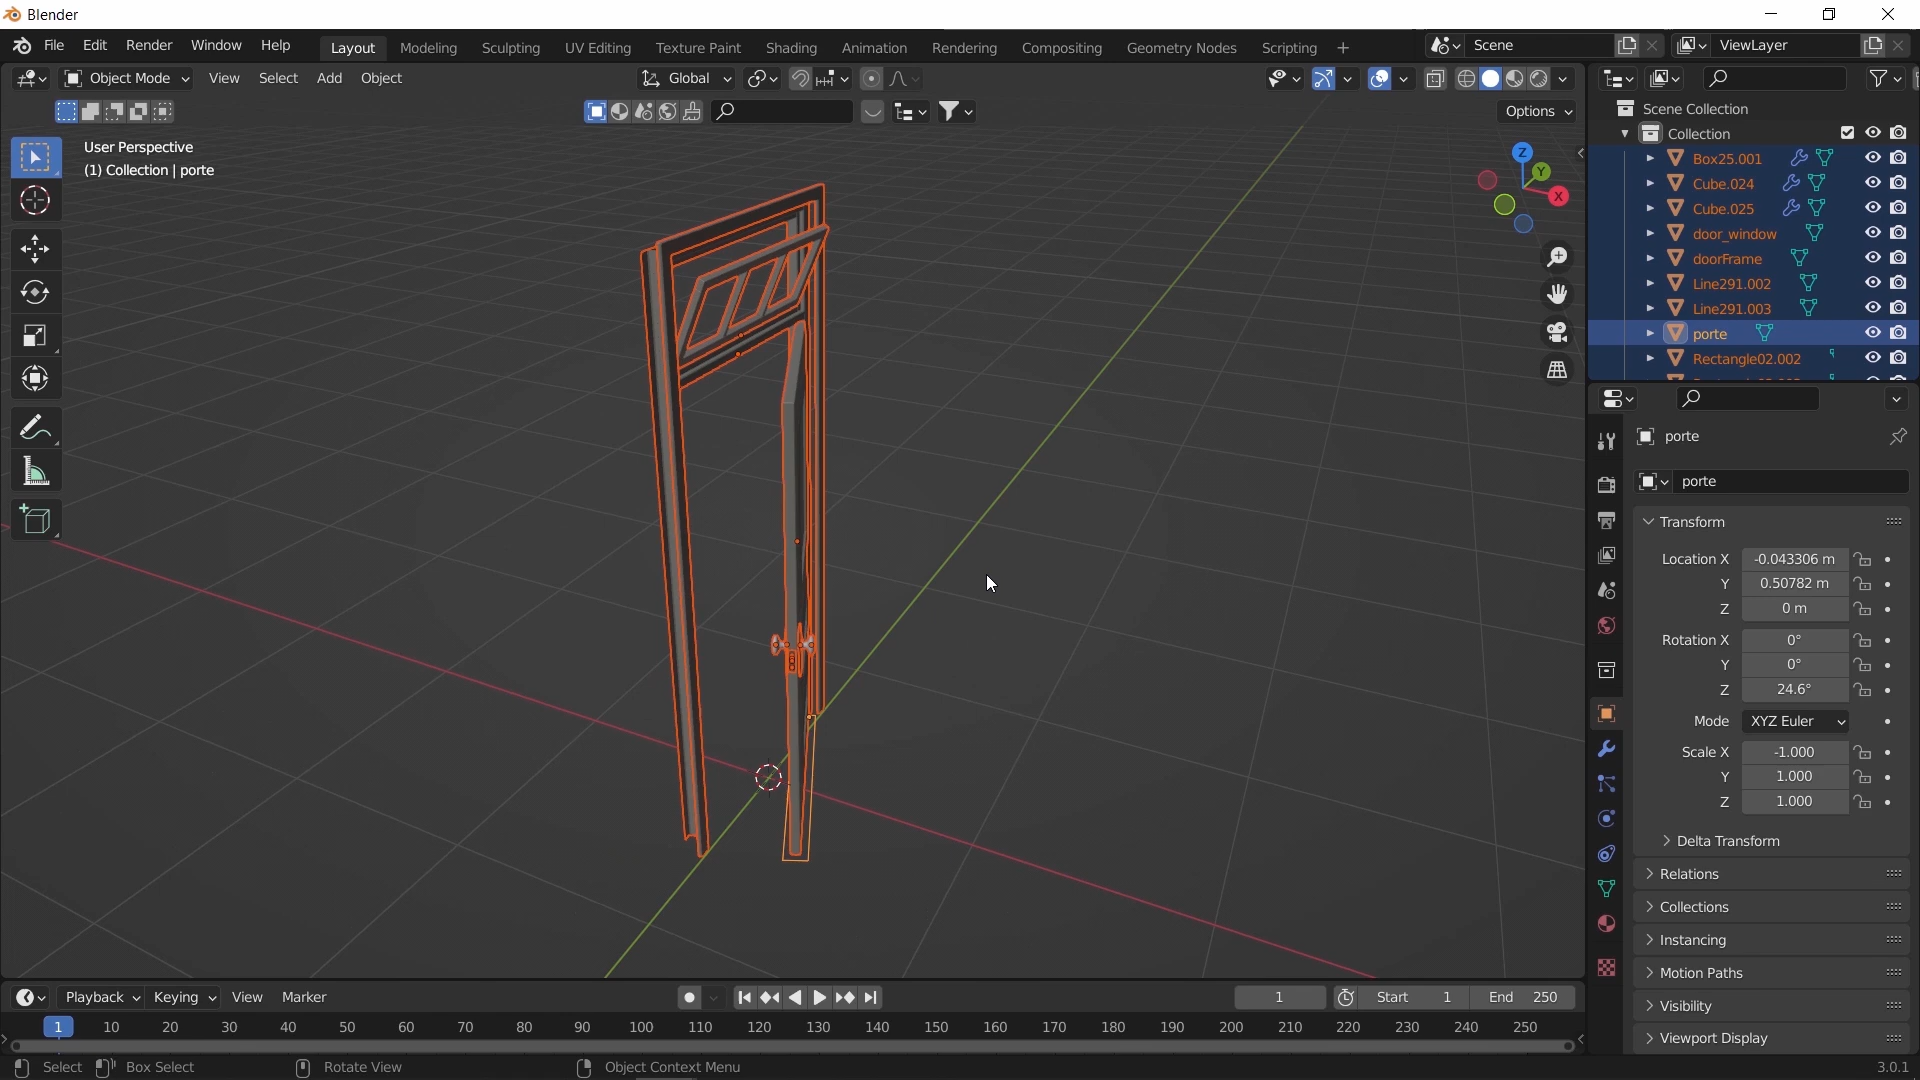 Blender
File Edit Render Window Help Layout Modeling Sculpting UV Editing Texture Paint Shading Animation Rendering Compositing Geometry Nodes Scripting + Scene ViewLayer
Object Mode View Select Add Object Global
Options
User Perspective
(1) Collection | porte
Z
Y
X
Scene Collection
Collection
Box25.001
Cube.024
Cube.025
door_window
doorFrame
Line291.002
Line291.003
porte
Rectangle02.002
porte
porte
Transform
Location X -0.043306 m
Y 0.50782 m
Z 0 m
Rotation X 0°
Y 0°
Z 24.6°
Mode XYZ Euler
Scale X -1.000
Y 1.000
Z 1.000
Delta Transform
Relations
Collections
Instancing
Motion Paths
Visibility
Viewport Display
Playback Keying View Marker 1 Start 1 End 250
1 10 20 30 40 50 60 70 80 90 100 110 120 130 140 150 160 170 180 190 200 210 220 230 240 250
Select Box Select Rotate View Object Context Menu 3.0.1